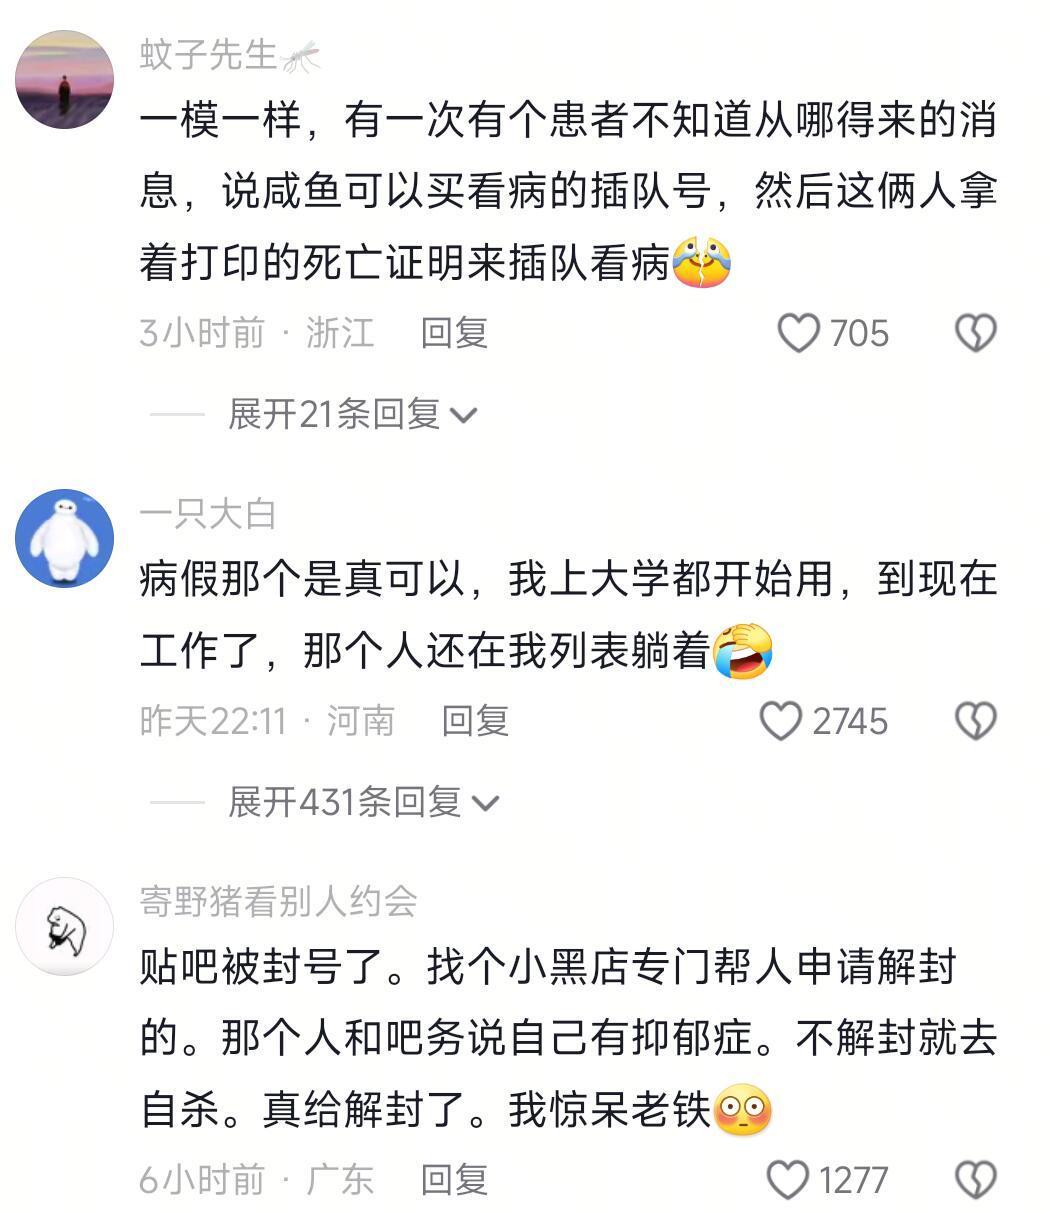 蚊子先生🦟
一模一样，有一次有个患者不知道从哪得来的消
息，说咸鱼可以买看病的插队号，然后这俩人拿
着打印的死亡证明来插队看病
3小时前 · 浙江 回复 705
展开21条回复
一只大白
病假那个是真可以，我上大学都开始用，到现在
工作了，那个人还在我列表躺着
昨天22:11 · 河南 回复 2745
展开431条回复
寄野猪看别人约会
贴吧被封号了。找个小黑店专门帮人申请解封
的。那个人和吧务说自己有抑郁症。不解封就去
自杀。真给解封了。我惊呆老铁
6小时前 · 广东 回复 1277